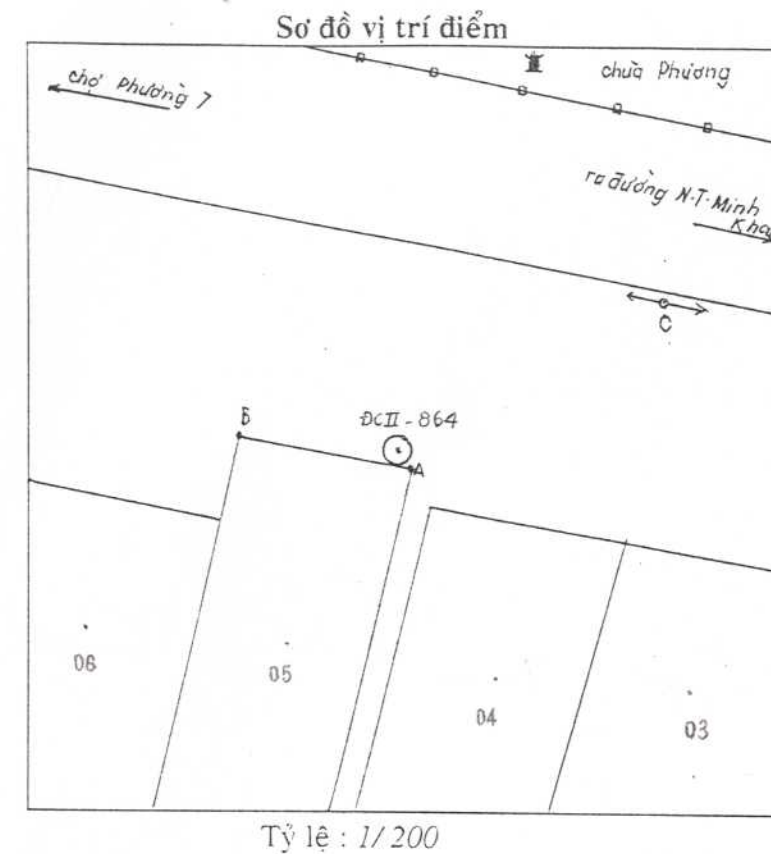 Sơ đồ vị trí điểm
chợ Phường 7
chùa Phường
ra đường N.T.Minh
Khai
C
B
ĐCII - 864
A
06
05
04
03
Tỷ lệ : 1/200